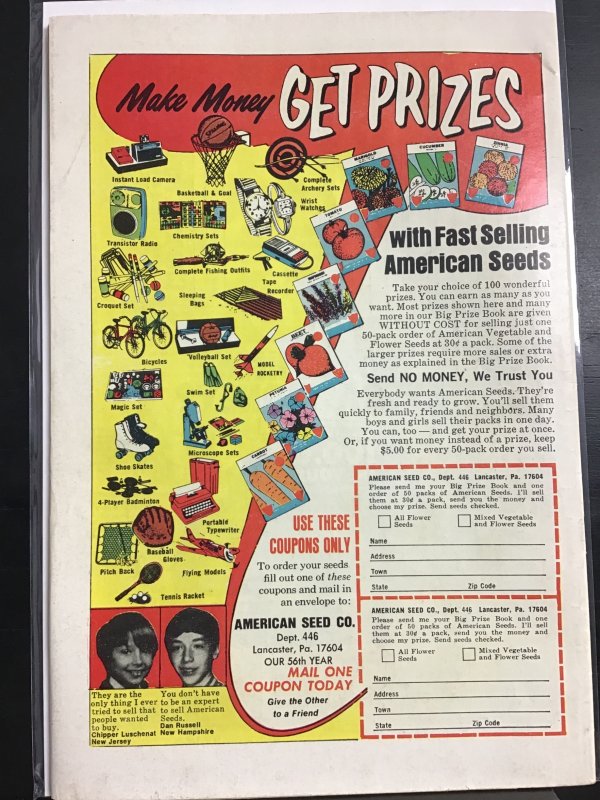 Make Money GET PRIZES
SPALDING
Instant Load Camera
Basketball & Goal
Complete
Archery Sets
Wrist
Watches
Transistor Radio
Chemistry Sets
Complete Fishing Outfits
Cassette
Tape
Recorder
Croquet Set
Sleeping
Bags
Bicycles
Volleyball Set
MODEL
ROCKETRY
Magic Set
Swim Set
Shoe Skates
Microscope Sets
4-Player Badminton
Portable
Typewriter
Pitch Back
Baseball
Gloves
Flying Models
Tennis Racket
MARIGOLD
CUCUMBER
ZINNIA
TOMATO
BEET
PETUNIA
CARROT
with Fast Selling
American Seeds
Take your choice of 100 wonderful
prizes. You can earn as many as you
want. Most prizes shown here and many
more in our Big Prize Book are given
WITHOUT COST for selling just one
50-pack order of American Vegetable and
Flower Seeds at 30¢ a pack. Some of the
larger prizes require more sales or extra
money as explained in the Big Prize Book.
Send NO MONEY, We Trust You
Everybody wants American Seeds. They're
fresh and ready to grow. You'll sell them
quickly to family, friends and neighbors. Many
boys and girls sell their packs in one day.
You can, too — and get your prize at once.
Or, if you want money instead of a prize, keep
$5.00 for every 50-pack order you sell.
USE THESE
COUPONS ONLY
To order your seeds
fill out one of these
coupons and mail in
an envelope to:
AMERICAN SEED CO.
Dept. 446
Lancaster, Pa. 17604
OUR 56th YEAR
MAIL ONE
COUPON TODAY
Give the Other
to a Friend
AMERICAN SEED CO., Dept. 446 Lancaster, Pa. 17604
Please send me your Big Prize Book and one
order of 50 packs of American Seeds. I'll sell
them at 30¢ a pack, send you the money and
choose my prize. Send seeds checked.
All Flower
Seeds
Mixed Vegetable
and Flower Seeds
Name
Address
Town
State Zip Code
AMERICAN SEED CO., Dept. 446 Lancaster, Pa. 17604
Please send me your Big Prize Book and one
order of 50 packs of American Seeds. I'll sell
them at 30¢ a pack, send you the money and
choose my prize. Send seeds checked.
All Flower
Seeds
Mixed Vegetable
and Flower Seeds
Name
Address
Town
State Zip Code
They are the
only thing I ever
tried to sell that
people wanted
to buy.
Chipper Luschenat
New Jersey
You don't have
to be an expert
to sell American
Seeds.
Dan Russell
New Hampshire